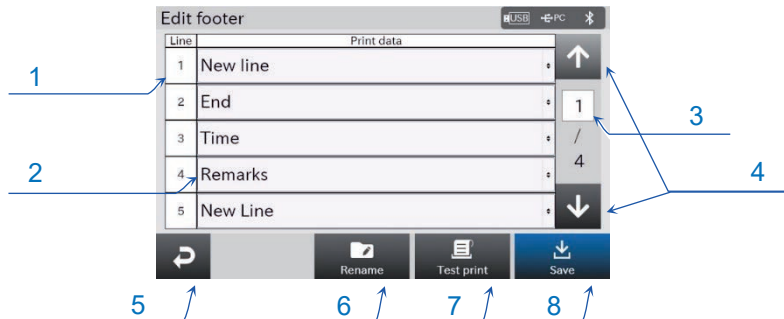 Edit footer USB PC
Line Print data
1 New line
2 End
3 Time
4 Remarks
5 New Line
1
/
4
Rename Test print Save
1
2
3
4
5 6 7 8